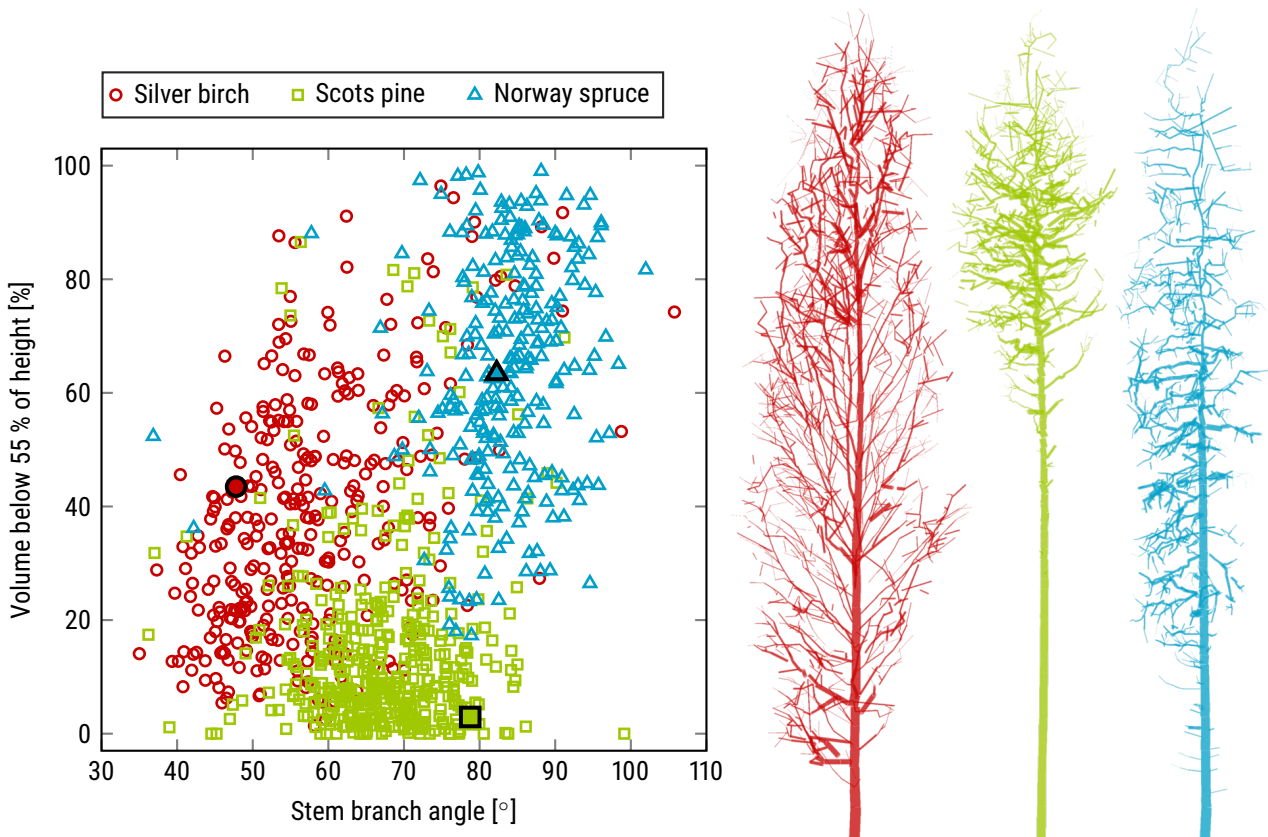 Silver birch Scots pine Norway spruce
100
80
60
40
20
0
Volume below 55 % of height [%]
30 40 50 60 70 80 90 100 110
Stem branch angle [°]